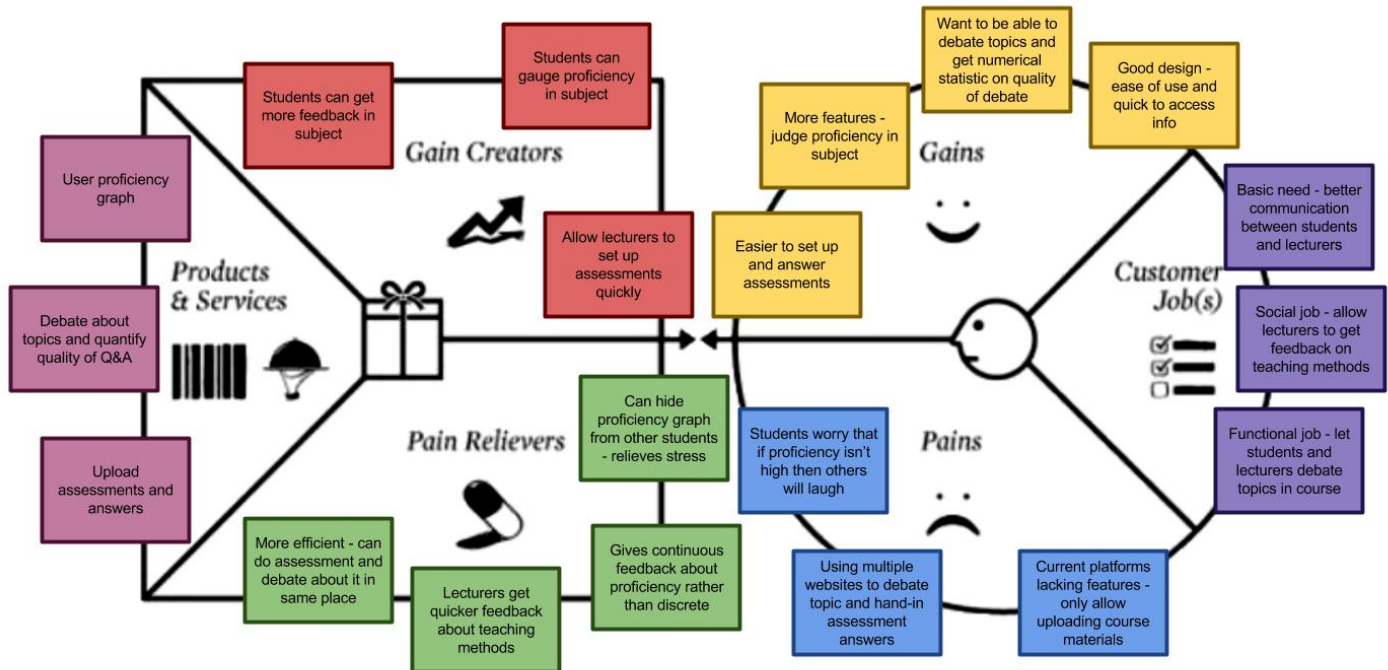 Students can get
more feedback in
subject
Students can
gauge proficiency
in subject
Gain Creators
Allow lecturers to
set up
assessments
quickly
User proficiency
graph
Products
& Services
Debate about
topics and quantify
quality of Q&A
Upload
assessments and
answers
Pain Relievers
Can hide
proficiency graph
from other students
- relieves stress
More efficient - can
do assessment and
debate about it in
same place
Lecturers get
quicker feedback
about teaching
methods
Gives continuous
feedback about
proficiency rather
than discrete
Want to be able to
debate topics and
get numerical
statistic on quality
of debate
Good design -
ease of use and
quick to access
info
More features -
judge proficiency in
subject
Gains
Easier to set up
and answer
assessments
Basic need - better
communication
between students
and lecturers
Customer
Job(s)
Social job - allow
lecturers to get
feedback on
teaching methods
Functional job - let
students and
lecturers debate
topics in course
Students worry that
if proficiency isn't
high then others
will laugh
Pains
Using multiple
websites to debate
topic and hand-in
assessment
answers
Current platforms
lacking features -
only allow
uploading course
materials